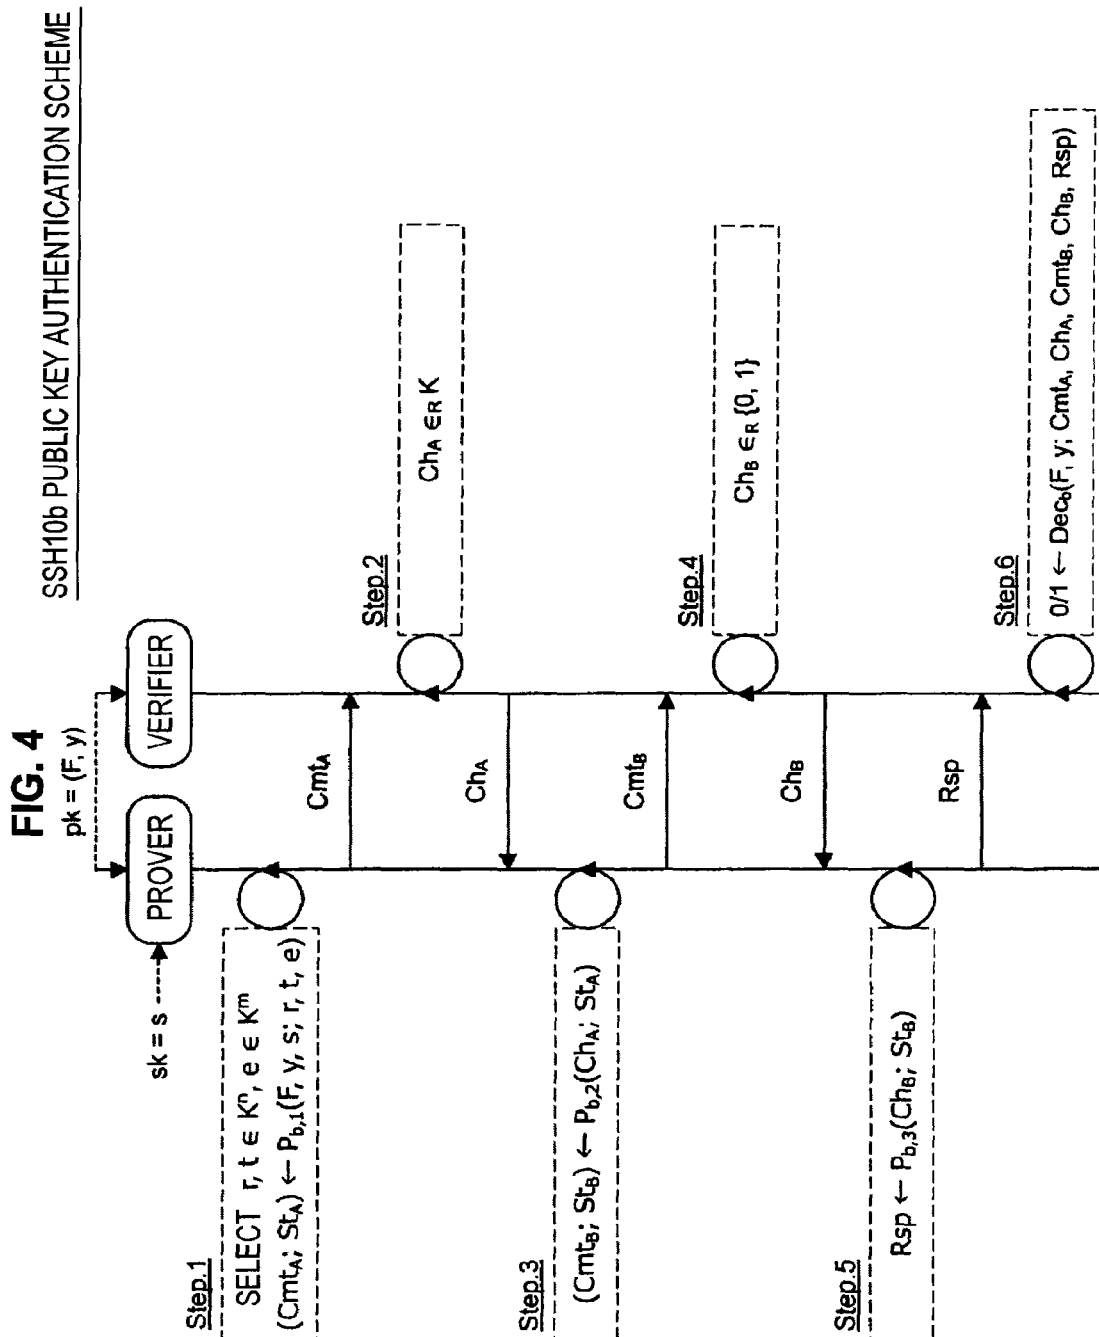 SSH10b PUBLIC KEY AUTHENTICATION SCHEME
FIG. 4
pk = (F, y)
sk = s
PROVER
VERIFIER
Step.1
SELECT r, t ∈ Kⁿ, e ∈ Kᵐ
(Cmt_A; St_A) ← P_b,1(F, y, s; r, t, e)
Cmt_A
Step.2
Ch_A ∈_R K
Ch_A
Step.3
(Cmt_B; St_B) ← P_b,2(Ch_A; St_A)
Cmt_B
Step.4
Ch_B ∈_R {0, 1}
Ch_B
Step.5
Rsp ← P_b,3(Ch_B; St_B)
Rsp
Step.6
0/1 ← Dec_b(F, y; Cmt_A, Ch_A, Cmt_B, Ch_B, Rsp)